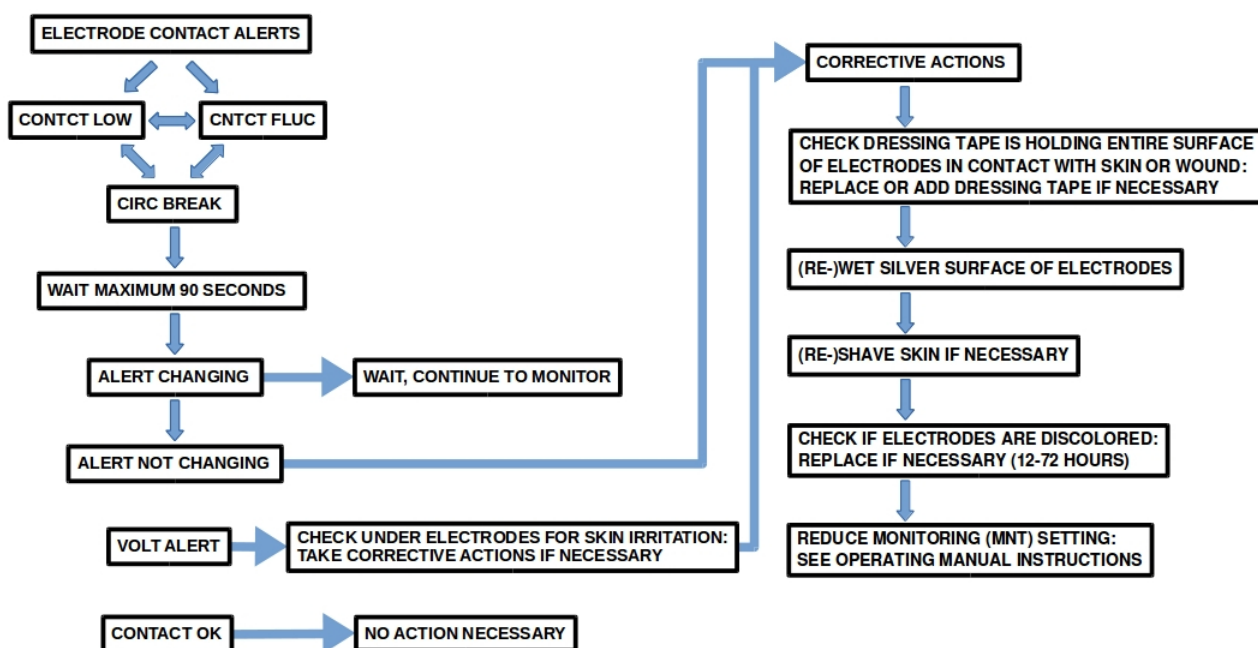 ELECTRODE CONTACT ALERTS
CONTCT LOW
CNTCT FLUC
CIRC BREAK
WAIT MAXIMUM 90 SECONDS
ALERT CHANGING
WAIT, CONTINUE TO MONITOR
ALERT NOT CHANGING
VOLT ALERT
CHECK UNDER ELECTRODES FOR SKIN IRRITATION:
TAKE CORRECTIVE ACTIONS IF NECESSARY
CONTACT OK
NO ACTION NECESSARY
CORRECTIVE ACTIONS
CHECK DRESSING TAPE IS HOLDING ENTIRE SURFACE
OF ELECTRODES IN CONTACT WITH SKIN OR WOUND:
REPLACE OR ADD DRESSING TAPE IF NECESSARY
(RE-)WET SILVER SURFACE OF ELECTRODES
(RE-)SHAVE SKIN IF NECESSARY
CHECK IF ELECTRODES ARE DISCOLORED:
REPLACE IF NECESSARY (12-72 HOURS)
REDUCE MONITORING (MNT) SETTING:
SEE OPERATING MANUAL INSTRUCTIONS